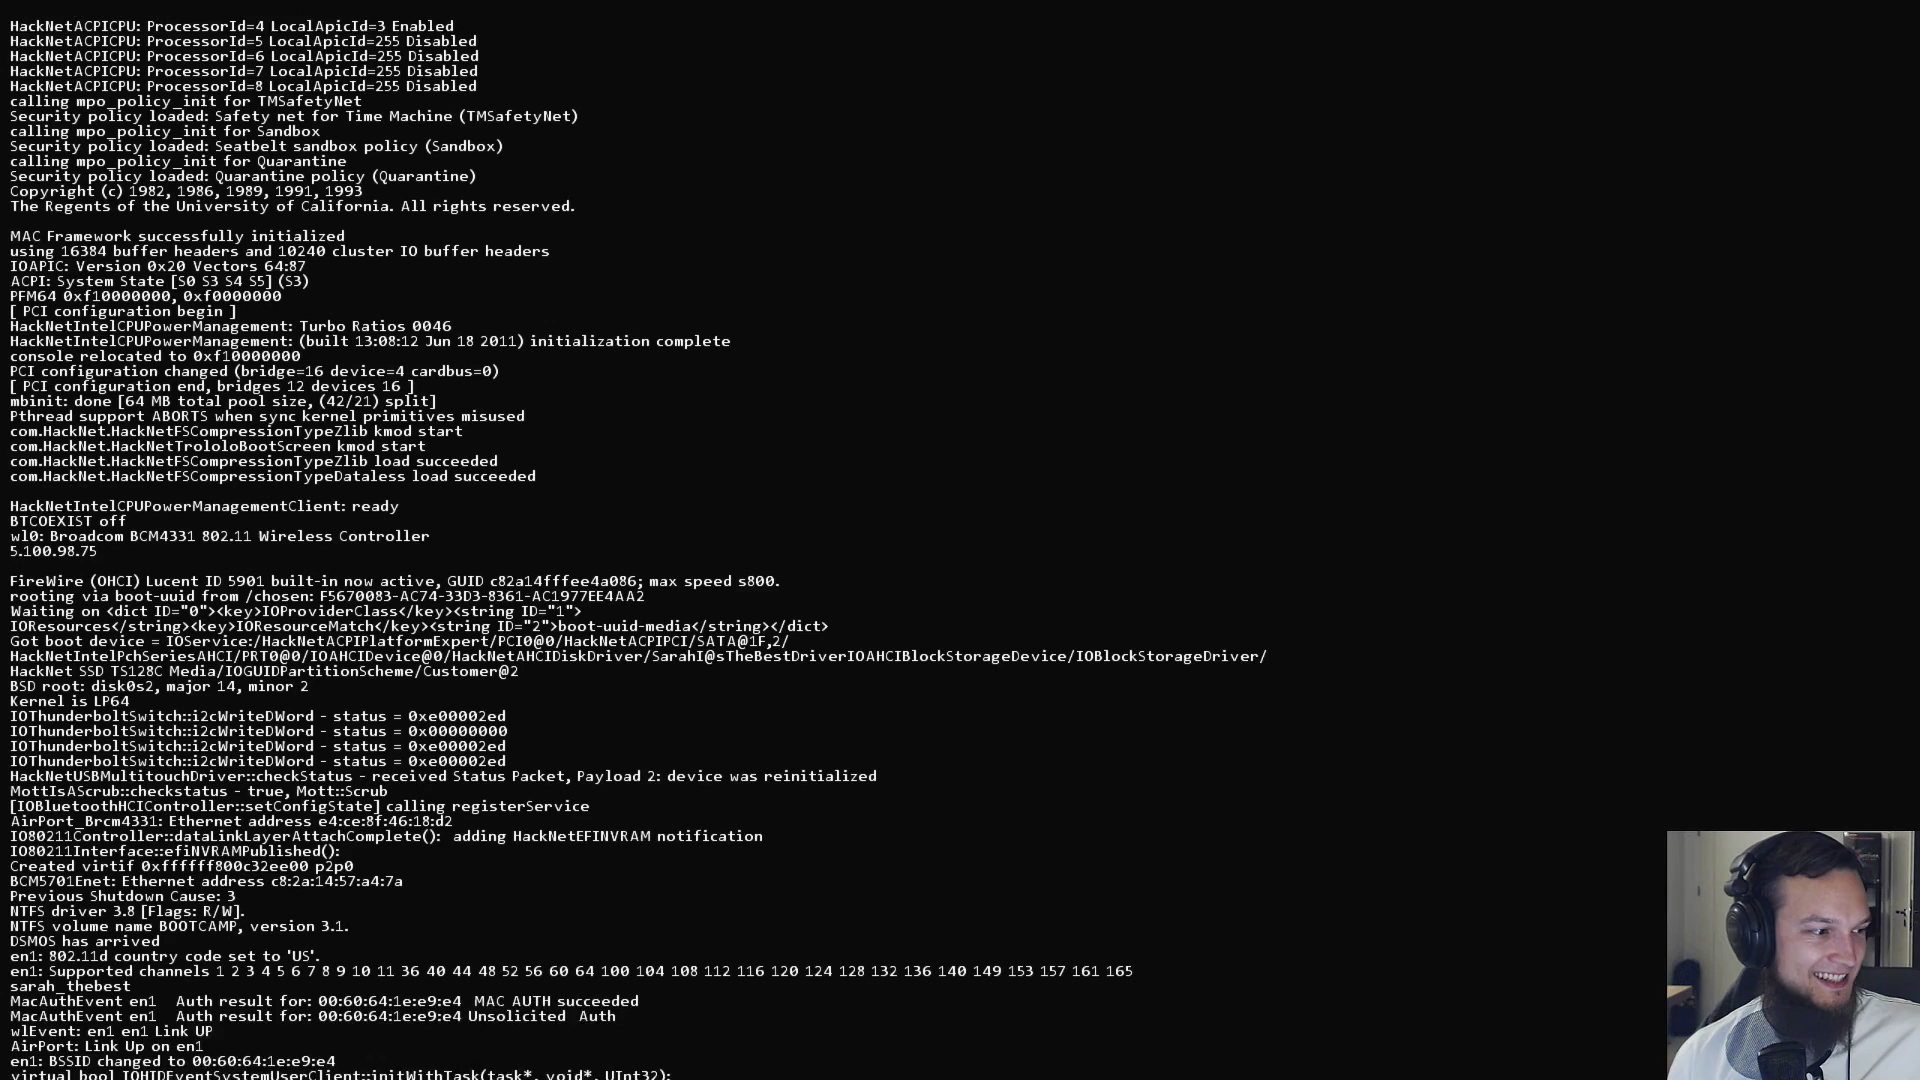 HackNetACPICPU: ProcessorId=4 LocalApicId=3 Enabled
HackNetACPICPU: ProcessorId=5 LocalApicId=255 Disabled
HackNetACPICPU: ProcessorId=6 LocalApicId=255 Disabled
HackNetACPICPU: ProcessorId=7 LocalApicId=255 Disabled
HackNetACPICPU: ProcessorId=8 LocalApicId=255 Disabled
calling mpo_policy_init for TMSafetyNet
Security policy loaded: Safety net for Time Machine (TMSafetyNet)
calling mpo_policy_init for Sandbox
Security policy loaded: Seatbelt sandbox policy (Sandbox)
calling mpo_policy_init for Quarantine
Security policy loaded: Quarantine policy (Quarantine)
Copyright (c) 1982, 1986, 1989, 1991, 1993
The Regents of the University of California. All rights reserved.
MAC Framework successfully initialized
using 16384 buffer headers and 10240 cluster IO buffer headers
IOAPIC: Version 0x20 Vectors 64:87
ACPI: System State [S0 S3 S4 S5] (S3)
PFM64 0xf10000000, 0xf0000000
[ PCI configuration begin ]
HackNetIntelCPUPowerManagement: Turbo Ratios 0046
HackNetIntelCPUPowerManagement: (built 13:08:12 Jun 18 2011) initialization complete
console relocated to 0xf10000000
PCI configuration changed (bridge=16 device=4 cardbus=0)
[ PCI configuration end, bridges 12 devices 16 ]
mbinit: done [64 MB total pool size, (42/21) split]
Pthread support ABORTS when sync kernel primitives misused
com.HackNet.HackNetFSCompressionTypeZlib kmod start
com.HackNet.HackNetTrololoBootScreen kmod start
com.HackNet.HackNetFSCompressionTypeZlib load succeeded
com.HackNet.HackNetFSCompressionTypeDataless load succeeded
HackNetIntelCPUPowerManagementClient: ready
BTCOEXIST off
wl0: Broadcom BCM4331 802.11 Wireless Controller
5.100.98.75
FireWire (OHCI) Lucent ID 5901 built-in now active, GUID c82a14fffee4a086; max speed s800.
rooting via boot-uuid from /chosen: F5670083-AC74-33D3-8361-AC1977EE4AA2
Waiting on <dict ID="0"><key>IOProviderClass</key><string ID="1">
IOResources</string><key>IOResourceMatch</key><string ID="2">boot-uuid-media</string></dict>
Got boot device = IOService:/HackNetACPIPlatformExpert/PCI0@0/HackNetACPIPCI/SATA@1F,2/
HackNetIntelPchSeriesAHCI/PRT0@0/IOAHCIDevice@0/HackNetAHCIDiskDriver/SarahI@sTheBestDriverIOAHCIBlockStorageDevice/IOBlockStorageDriver/
HackNet SSD TS128C Media/IOGUIDPartitionScheme/Customer@2
BSD root: disk0s2, major 14, minor 2
Kernel is LP64
IOThunderboltSwitch::i2cWriteDWord - status = 0xe00002ed
IOThunderboltSwitch::i2cWriteDWord - status = 0x00000000
IOThunderboltSwitch::i2cWriteDWord - status = 0xe00002ed
IOThunderboltSwitch::i2cWriteDWord - status = 0xe00002ed
HackNetUSBMultitouchDriver::checkStatus - received Status Packet, Payload 2: device was reinitialized
MottIsAScrub::checkstatus - true, Mott::Scrub
[IOBluetoothHCIController::setConfigState] calling registerService
AirPort_Brcm4331: Ethernet address e4:ce:8f:46:18:d2
IO80211Controller::dataLinkLayerAttachComplete():  adding HackNetEFINVRAM notification
IO80211Interface::efiNVRAMPublished():
Created virtif 0xffffff800c32ee00 p2p0
BCM5701Enet: Ethernet address c8:2a:14:57:a4:7a
Previous Shutdown Cause: 3
NTFS driver 3.8 [Flags: R/W].
NTFS volume name BOOTCAMP, version 3.1.
DSMOS has arrived
en1: 802.11d country code set to 'US'.
en1: Supported channels 1 2 3 4 5 6 7 8 9 10 11 36 40 44 48 52 56 60 64 100 104 108 112 116 120 124 128 132 136 140 149 153 157 161 165
sarah_thebest
MacAuthEvent en1   Auth result for: 00:60:64:1e:e9:e4  MAC AUTH succeeded
MacAuthEvent en1   Auth result for: 00:60:64:1e:e9:e4 Unsolicited  Auth
wlEvent: en1 en1 Link UP
AirPort: Link Up on en1
en1: BSSID changed to 00:60:64:1e:e9:e4
virtual bool IOHIDEventSystemUserClient::initWithTask(task*, void*, UInt32):